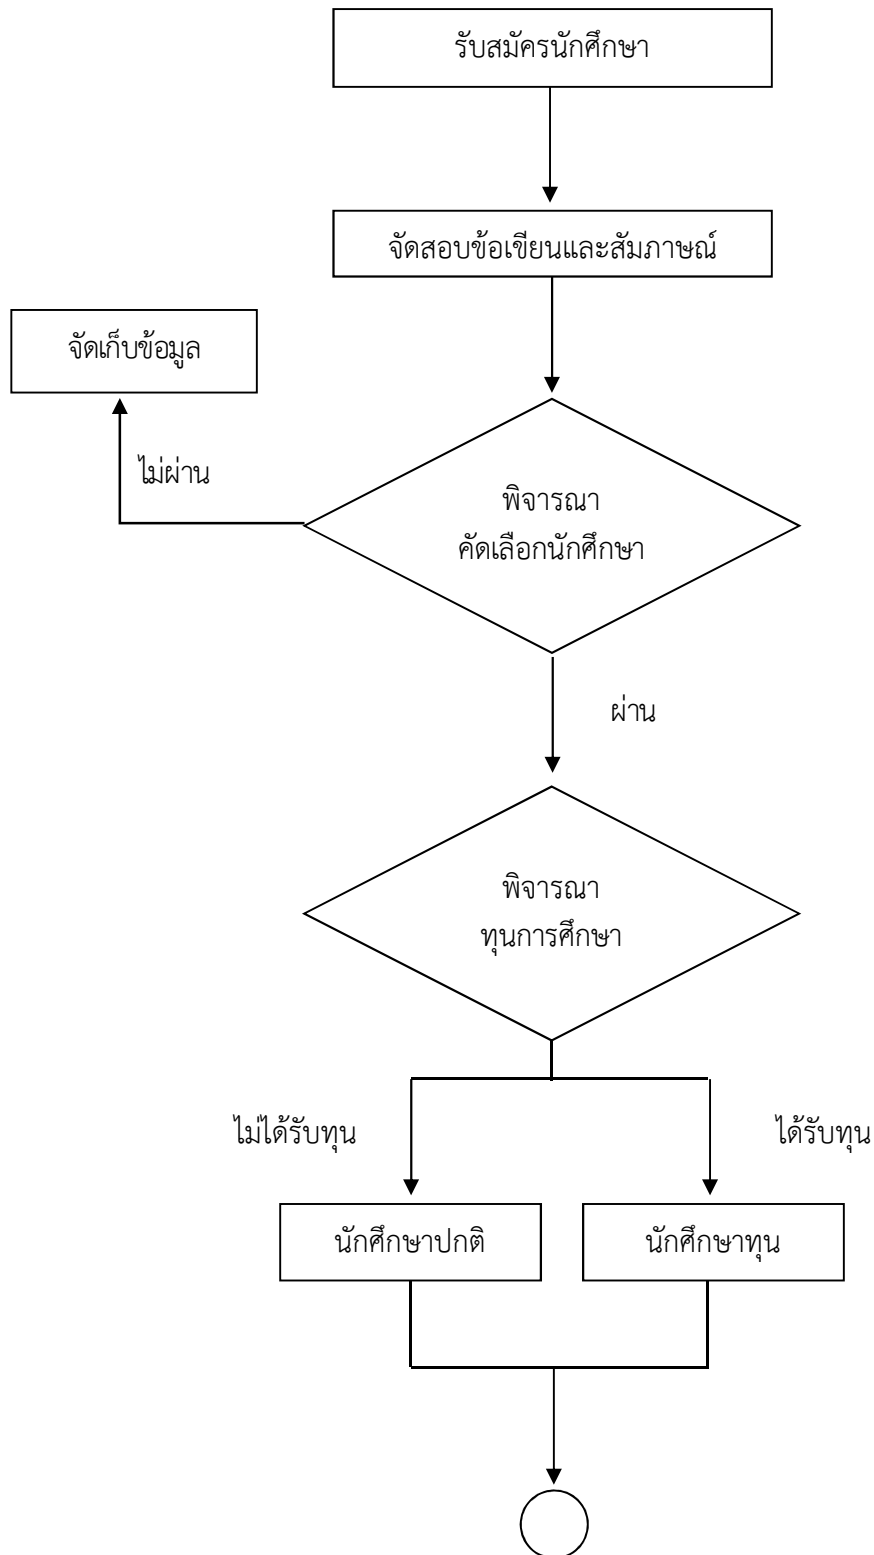 รับสมัครนักศึกษา
จัดสอบข้อเขียนและสัมภาษณ์
จัดเก็บข้อมูล
ไม่ผ่าน
พิจารณา
คัดเลือกนักศึกษา
ผ่าน
พิจารณา
ทุนการศึกษา
ไม่ได้รับทุน
ได้รับทุน
นักศึกษาปกติ
นักศึกษาทุน